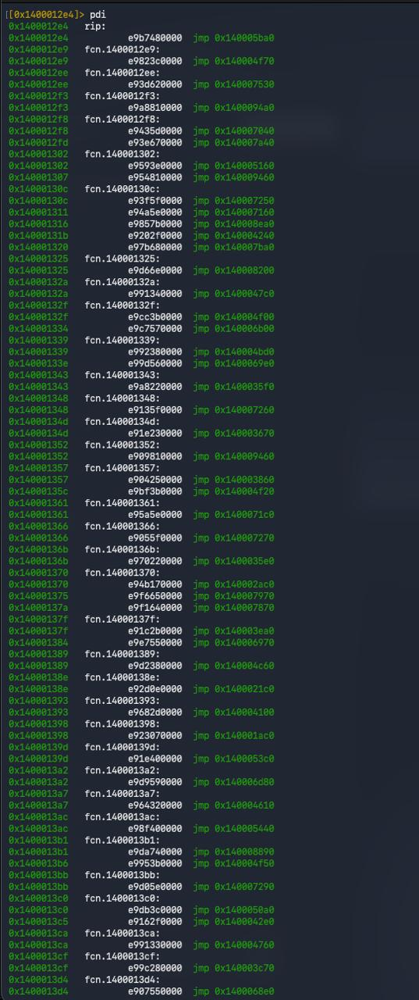 [[0x1400012e4]> pdi
0x1400012e4 rip:
0x1400012e4 e9b7480000 jmp 0x140005ba0
0x1400012e9 fcn.1400012e9:
0x1400012e9 e9823c0000 jmp 0x140004f70
0x1400012ee fcn.1400012ee:
0x1400012ee e93d620000 jmp 0x140007530
0x1400012f3 fcn.1400012f3:
0x1400012f3 e9a8810000 jmp 0x1400094a0
0x1400012f8 fcn.1400012f8:
0x1400012f8 e9435d0000 jmp 0x140007040
0x1400012fd e93e670000 jmp 0x140007a40
0x140001302 fcn.140001302:
0x140001302 e9593e0000 jmp 0x140005160
0x140001307 e954810000 jmp 0x140009460
0x14000130c fcn.14000130c:
0x14000130c e93f5f0000 jmp 0x140007250
0x140001311 e94a5e0000 jmp 0x140007160
0x140001316 e9857b0000 jmp 0x140008ea0
0x14000131b e9202f0000 jmp 0x140004240
0x140001320 e97b680000 jmp 0x140007ba0
0x140001325 fcn.140001325:
0x140001325 e9d66e0000 jmp 0x140008200
0x14000132a fcn.14000132a:
0x14000132a e991340000 jmp 0x1400047c0
0x14000132f fcn.14000132f:
0x14000132f e9cc3b0000 jmp 0x140004f00
0x140001334 e9c7570000 jmp 0x140006b00
0x140001339 fcn.140001339:
0x140001339 e992380000 jmp 0x140004bd0
0x14000133e e99d560000 jmp 0x1400069e0
0x140001343 fcn.140001343:
0x140001343 e9a8220000 jmp 0x1400035f0
0x140001348 fcn.140001348:
0x140001348 e9135f0000 jmp 0x140007260
0x14000134d fcn.14000134d:
0x14000134d e91e230000 jmp 0x140003670
0x140001352 fcn.140001352:
0x140001352 e909810000 jmp 0x140009460
0x140001357 fcn.140001357:
0x140001357 e904250000 jmp 0x140003860
0x14000135c e9bf3b0000 jmp 0x140004f20
0x140001361 fcn.140001361:
0x140001361 e95a5e0000 jmp 0x1400071c0
0x140001366 fcn.140001366:
0x140001366 e9055f0000 jmp 0x140007270
0x14000136b fcn.14000136b:
0x14000136b e970220000 jmp 0x1400035e0
0x140001370 fcn.140001370:
0x140001370 e94b170000 jmp 0x140002ac0
0x140001375 e9f6650000 jmp 0x140007970
0x14000137a e9f1640000 jmp 0x140007870
0x14000137f fcn.14000137f:
0x14000137f e91c2b0000 jmp 0x140003ea0
0x140001384 e9e7550000 jmp 0x140006970
0x140001389 fcn.140001389:
0x140001389 e9d2380000 jmp 0x140004c60
0x14000138e fcn.14000138e:
0x14000138e e92d0e0000 jmp 0x1400021c0
0x140001393 fcn.140001393:
0x140001393 e9682d0000 jmp 0x140004100
0x140001398 fcn.140001398:
0x140001398 e923070000 jmp 0x140001ac0
0x14000139d fcn.14000139d:
0x14000139d e91e400000 jmp 0x1400053c0
0x1400013a2 fcn.1400013a2:
0x1400013a2 e9d9590000 jmp 0x140006d80
0x1400013a7 fcn.1400013a7:
0x1400013a7 e964320000 jmp 0x140004610
0x1400013ac fcn.1400013ac:
0x1400013ac e98f400000 jmp 0x140005440
0x1400013b1 fcn.1400013b1:
0x1400013b1 e9da740000 jmp 0x140008890
0x1400013b6 e9953b0000 jmp 0x140004f50
0x1400013bb fcn.1400013bb:
0x1400013bb e9d05e0000 jmp 0x140007290
0x1400013c0 fcn.1400013c0:
0x1400013c0 e9db3c0000 jmp 0x1400050a0
0x1400013c5 e9162f0000 jmp 0x1400042e0
0x1400013ca fcn.1400013ca:
0x1400013ca e991330000 jmp 0x140004760
0x1400013cf fcn.1400013cf:
0x1400013cf e99c280000 jmp 0x140003c70
0x1400013d4 fcn.1400013d4:
0x1400013d4 e907550000 jmp 0x1400068e0